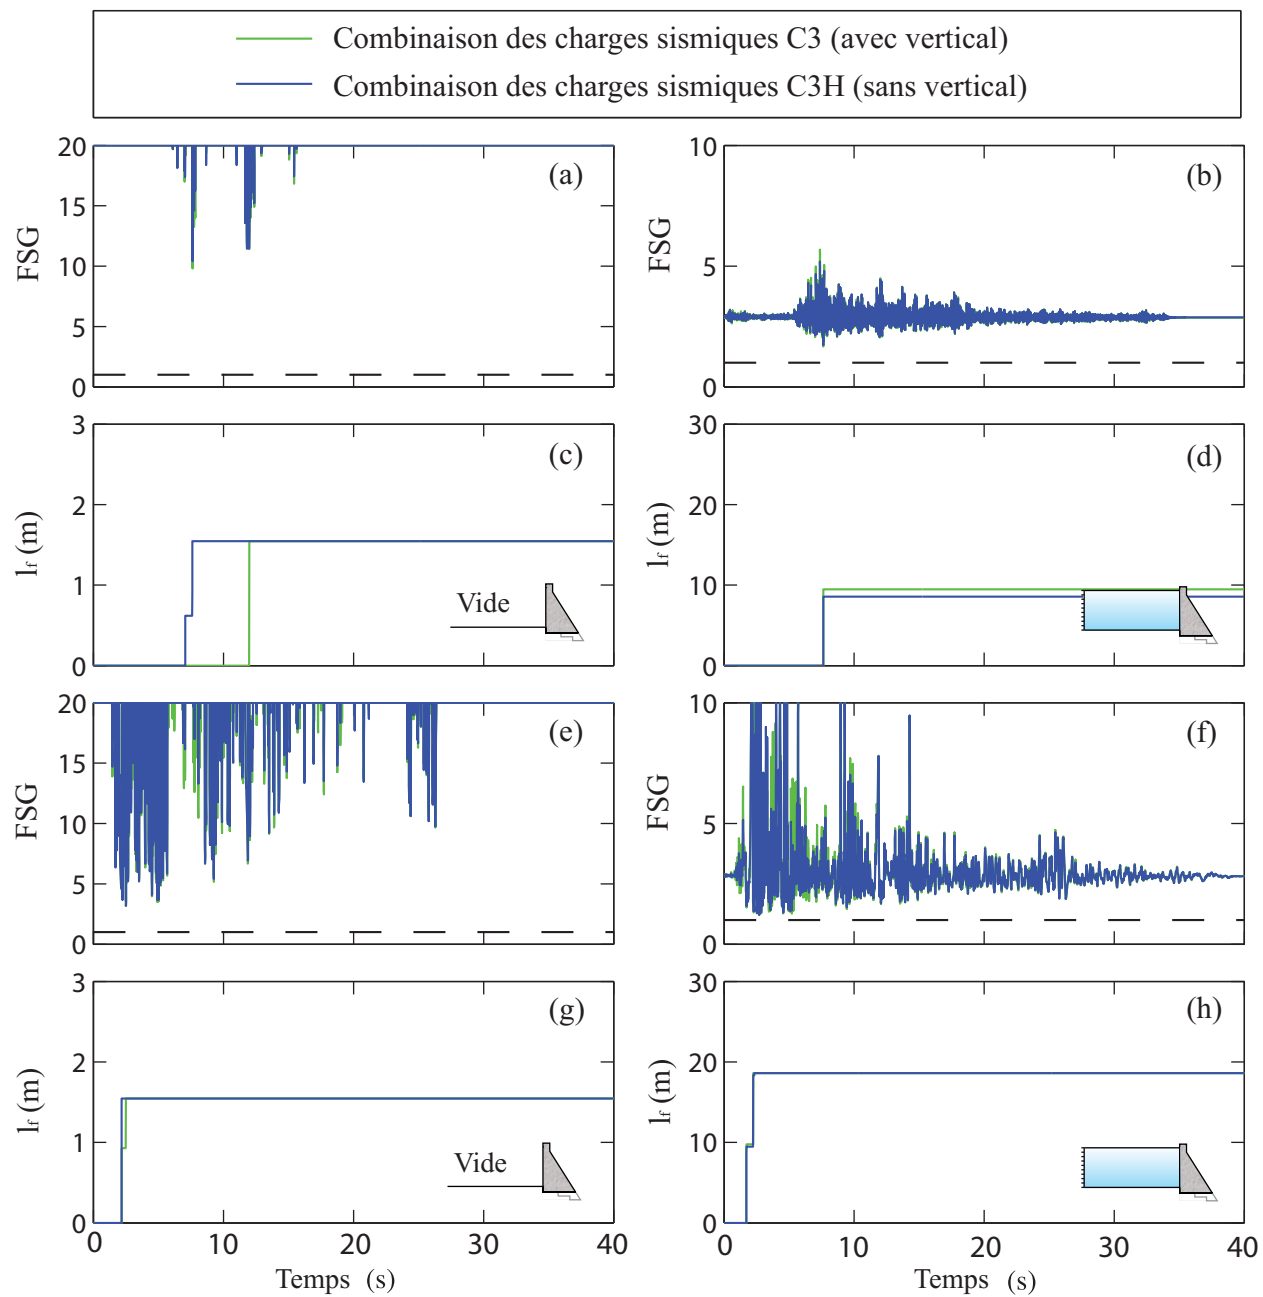 Combinaison des charges sismiques C3 (avec vertical)
Combinaison des charges sismiques C3H (sans vertical)
20
15
10
5
0
FSG
(a)
10
5
0
FSG
(b)
3
2
1
0
lf (m)
(c)
Vide
30
20
10
0
lf (m)
(d)
20
15
10
5
0
FSG
(e)
10
5
0
FSG
(f)
3
2
1
0
lf (m)
(g)
Vide
0 10 20 30 40
Temps (s)
30
20
10
0
lf (m)
(h)
0 10 20 30 40
Temps (s)